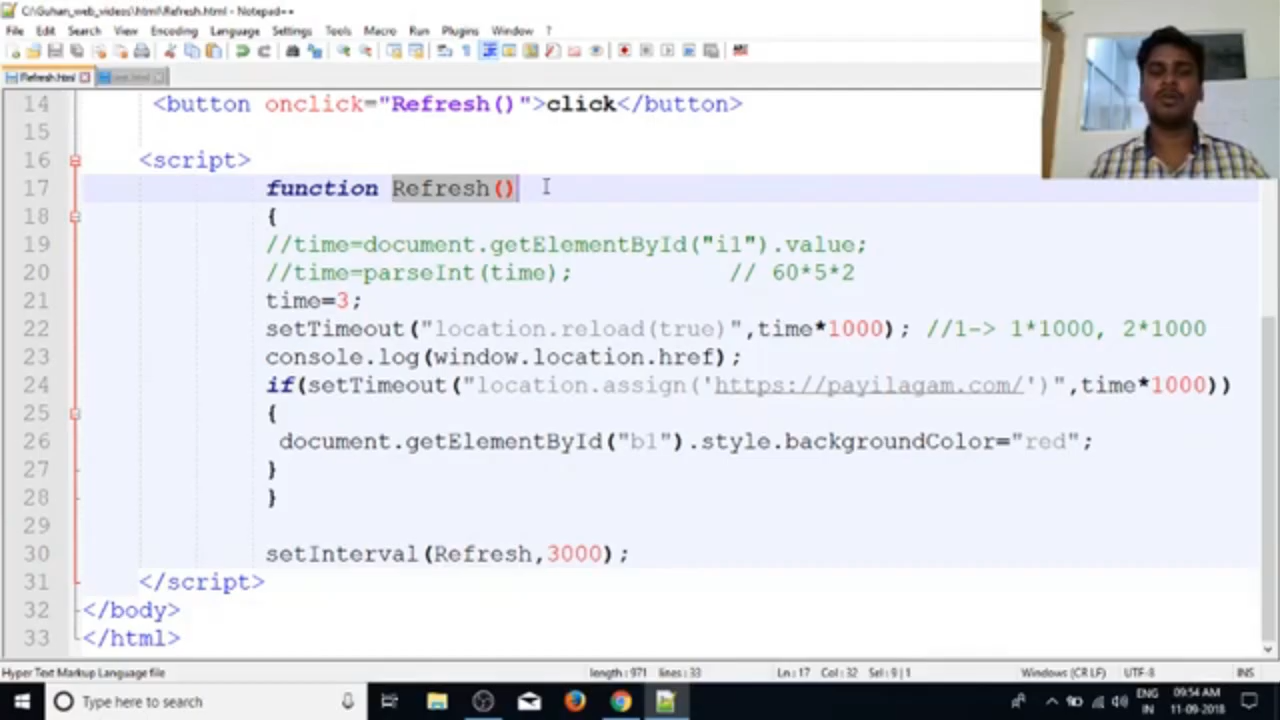 C:\Guhan_web_videos\html\Refresh.html - Notepad++
File Edit Search View Encoding Language Settings Tools Macro Run Plugins Window ?
Refresh.html
14 <button onclick="Refresh()">click</button>
15
16 <script>
17 function Refresh()
18 {
19 //time=document.getElementById("i1").value;
20 //time=parseInt(time); // 60*5*2
21 time=3;
22 setTimeout("location.reload(true)",time*1000); //1-> 1*1000, 2*1000
23 console.log(window.location.href);
24 if(setTimeout("location.assign('https://payilagam.com/')",time*1000))
25 {
26 document.getElementById("b1").style.backgroundColor="red";
27 }
28 }
29
30 setInterval(Refresh,3000);
31 </script>
32 </body>
33 </html>
Hyper Text Markup Language file length : 971 lines : 33 Ln : 17 Col : 32 Sel : 9 | 1 Windows (CR LF) UTF-8 INS
Type here to search ENG IN 09:54 AM 11-09-2018